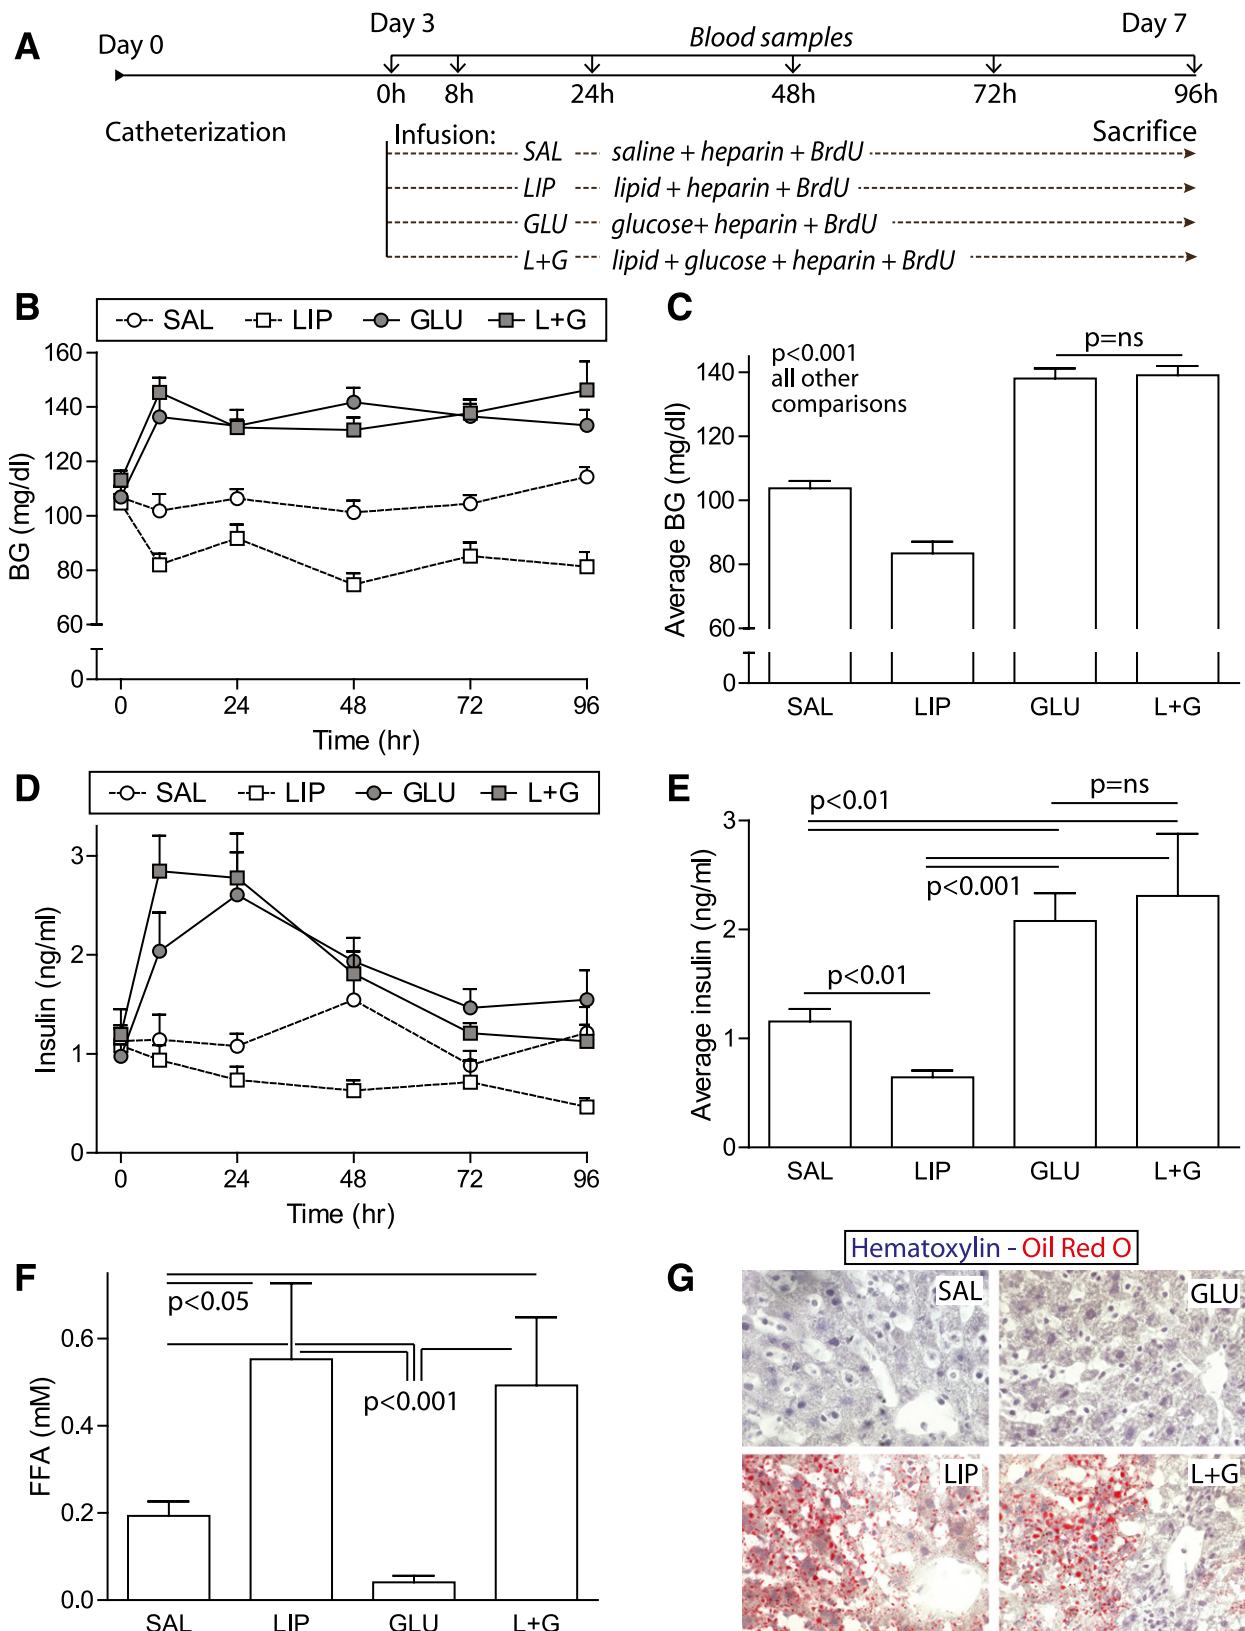 A
Day 0
Day 3
Blood samples
Day 7
0h 8h 24h 48h 72h 96h
Catheterization
Infusion:
Sacrifice
SAL saline + heparin + BrdU
LIP lipid + heparin + BrdU
GLU glucose+ heparin + BrdU
L+G lipid + glucose + heparin + BrdU
B
SAL LIP GLU L+G
160
140
120
100
80
60
0
BG (mg/dl)
0 24 48 72 96
Time (hr)
C
p<0.001
all other
comparisons
p=ns
140
120
100
80
60
0
Average BG (mg/dl)
SAL LIP GLU L+G
D
SAL LIP GLU L+G
3
2
1
0
Insulin (ng/ml)
0 24 48 72 96
Time (hr)
E
p=ns
p<0.01
p<0.001
p<0.01
3
2
1
0
Average insulin (ng/ml)
SAL LIP GLU L+G
F
p<0.05
p<0.001
0.6
0.4
0.2
0.0
FFA (mM)
SAL LIP GLU L+G
Hematoxylin - Oil Red O
G
SAL
GLU
LIP
L+G